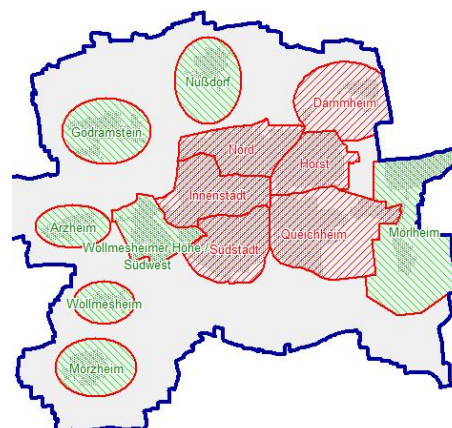 Nußdorf
Dammheim
Godramstein
Nord
Horst
Innenstadt
Arzheim
Wollmesheimer Höhe /
Südwest
Südstadt
Queichheim
Mörlheim
Wollmesheim
Mörzheim